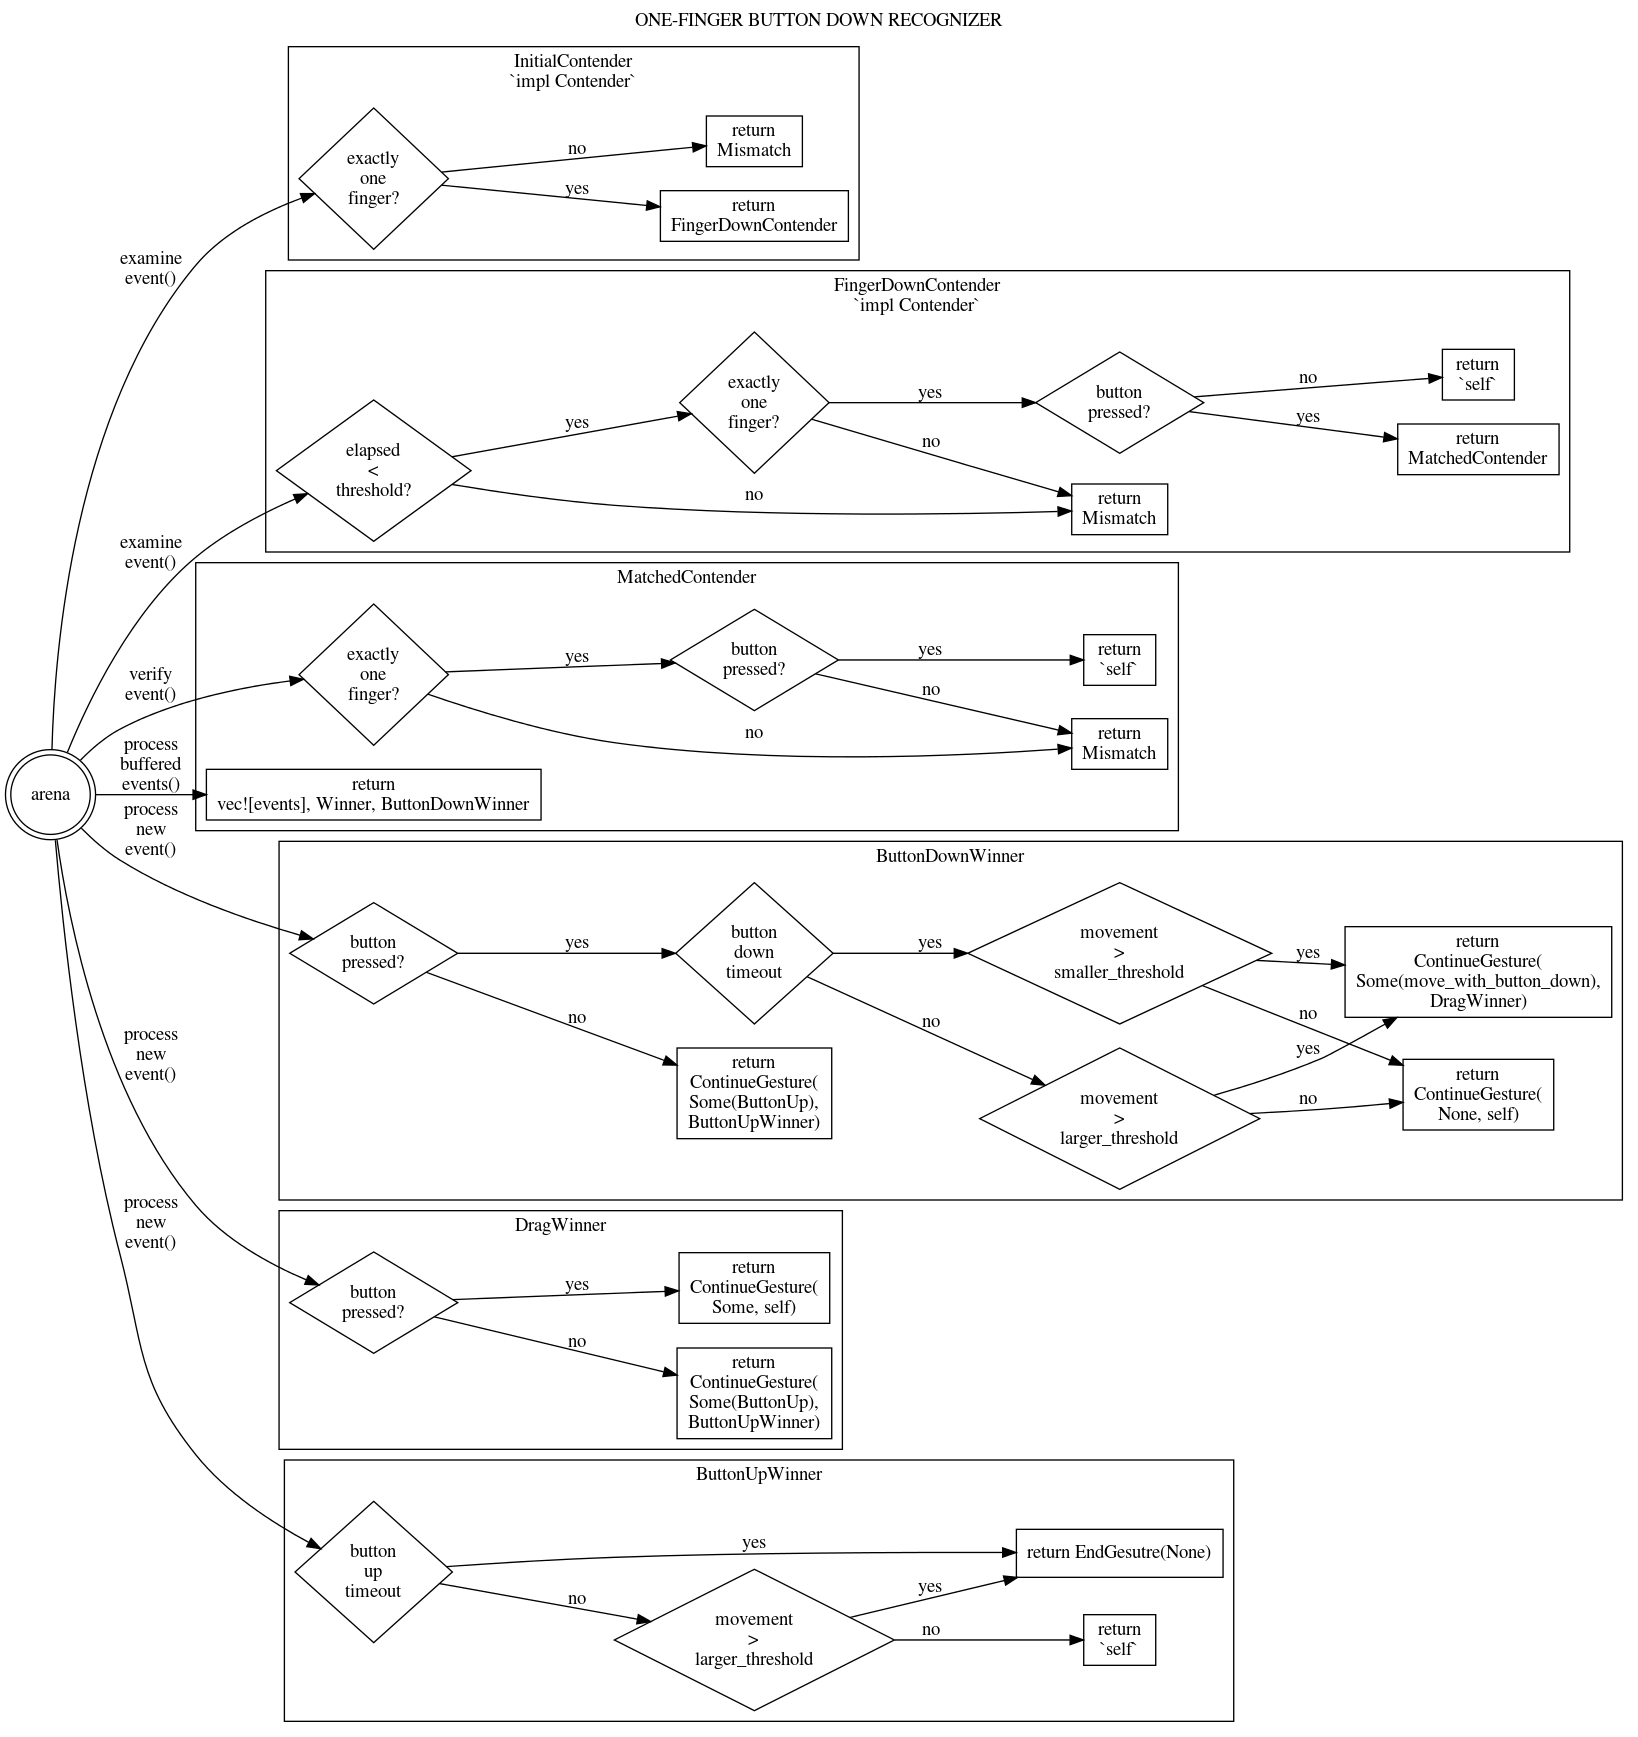 ONE-FINGER BUTTON DOWN RECOGNIZER
InitialContender
`impl Contender`
exactly
one
finger?
no
return
Mismatch
yes
return
FingerDownContender
examine
event()
FingerDownContender
`impl Contender`
elapsed
<
threshold?
yes
exactly
one
finger?
yes
button
pressed?
no
return
`self`
yes
return
MatchedContender
no
no
return
Mismatch
examine
event()
MatchedContender
exactly
one
finger?
yes
button
pressed?
yes
return
`self`
no
no
return
Mismatch
verify
event()
process
buffered
events()
arena
return
vec![events], Winner, ButtonDownWinner
process
new
event()
ButtonDownWinner
button
pressed?
yes
button
down
timeout
yes
movement
>
smaller_threshold
yes
return
ContinueGesture(
Some(move_with_button_down),
DragWinner)
no
no
no
yes
return
ContinueGesture(
Some(ButtonUp),
ButtonUpWinner)
movement
>
larger_threshold
no
return
ContinueGesture(
None, self)
process
new
event()
DragWinner
button
pressed?
yes
return
ContinueGesture(
Some, self)
no
return
ContinueGesture(
Some(ButtonUp),
ButtonUpWinner)
process
new
event()
ButtonUpWinner
button
up
timeout
yes
return EndGesutre(None)
no
movement
>
larger_threshold
yes
no
return
`self`